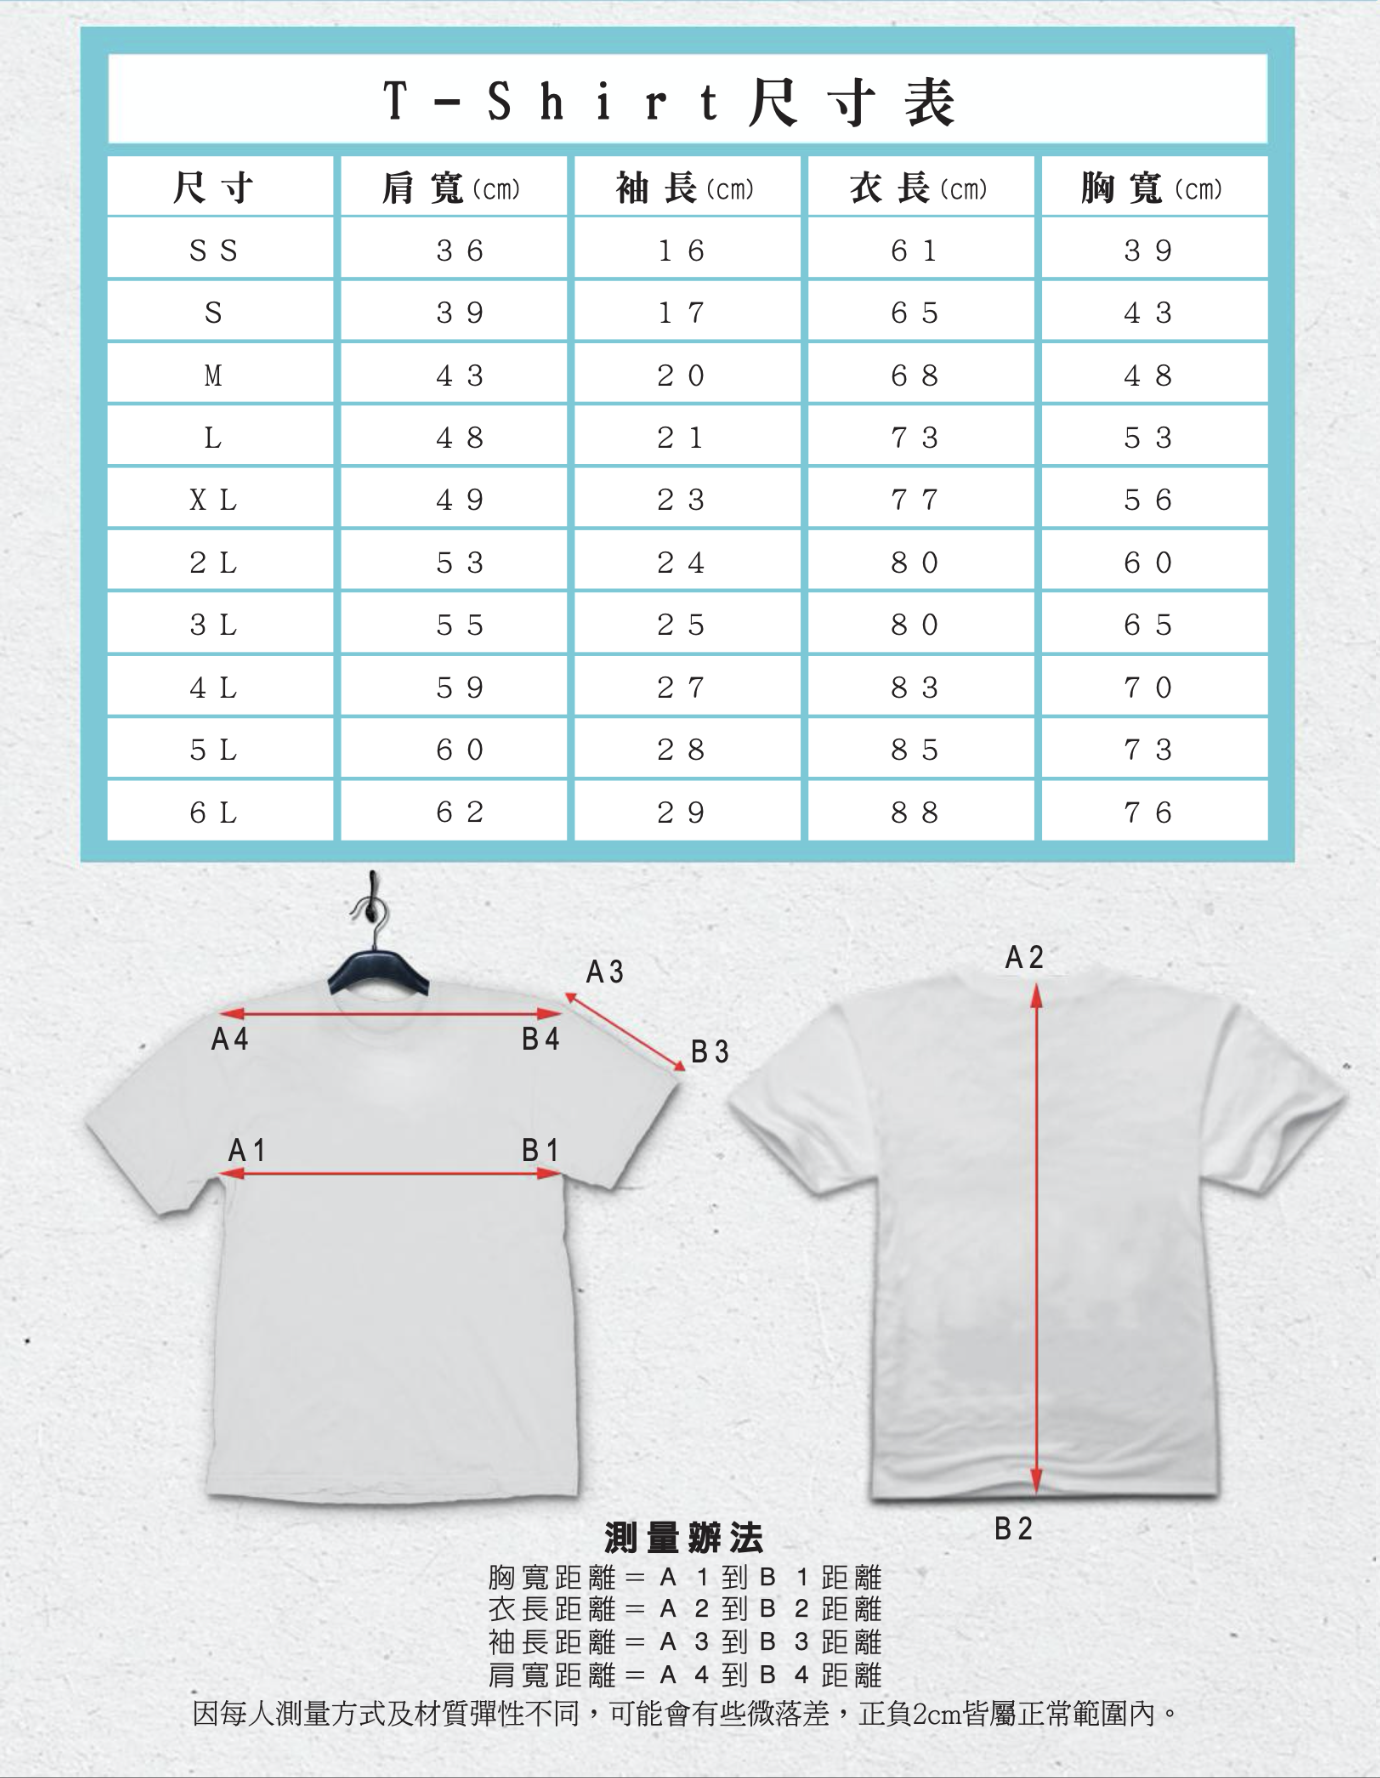 T-Shirt尺寸表
尺寸 肩寬(cm) 袖長(cm) 衣長(cm) 胸寬(cm)
SS 36 16 61 39
S 39 17 65 43
M 43 20 68 48
L 48 21 73 53
XL 49 23 77 56
2L 53 24 80 60
3L 55 25 80 65
4L 59 27 83 70
5L 60 28 85 73
6L 62 29 88 76
A2
A3
A4 B4
B3
A1 B1
B2
測量辦法
胸寬距離＝A1到B1距離
衣長距離＝A2到B2距離
袖長距離＝A3到B3距離
肩寬距離＝A4到B4距離
因每人測量方式及材質彈性不同，可能會有些微落差，正負2cm皆屬正常範圍內。